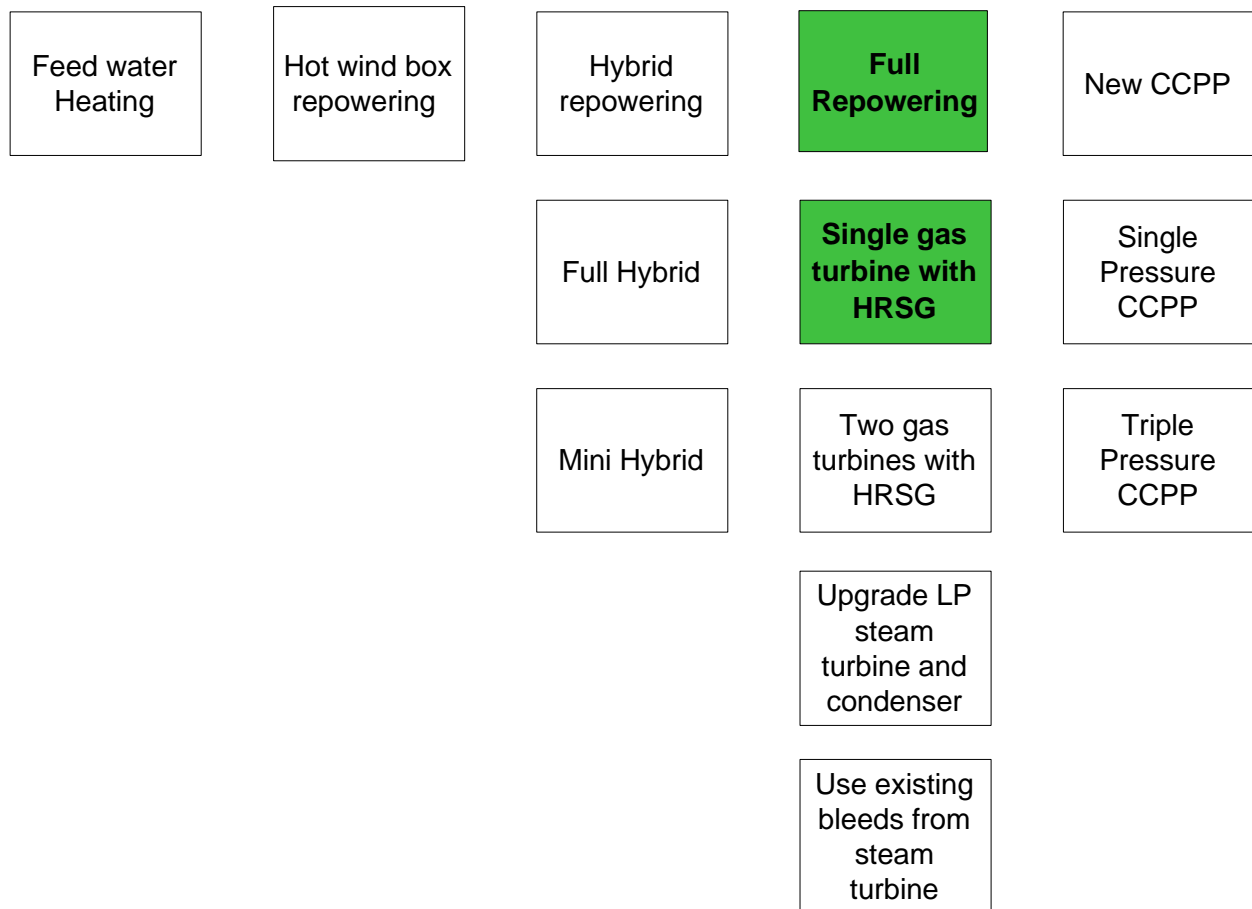 Feed water
Heating
Hot wind box
repowering
Hybrid
repowering
Full
Repowering
New CCPP
Full Hybrid
Single gas
turbine with
HRSG
Single
Pressure
CCPP
Mini Hybrid
Two gas
turbines with
HRSG
Triple
Pressure
CCPP
Upgrade LP
steam
turbine and
condenser
Use existing
bleeds from
steam
turbine